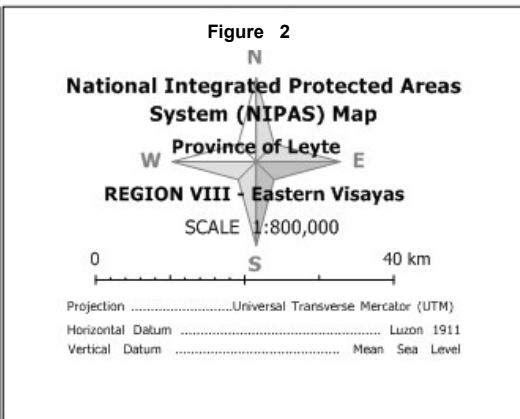 Figure 2
N
National Integrated Protected Areas
System (NIPAS) Map
Province of Leyte
W E
REGION VIII - Eastern Visayas
SCALE 1:800,000
S
0 40 km
Projection ..........................Universal Transverse Mercator (UTM)
Horizontal Datum .................................................... Luzon 1911
Vertical Datum ........................................... Mean Sea Level